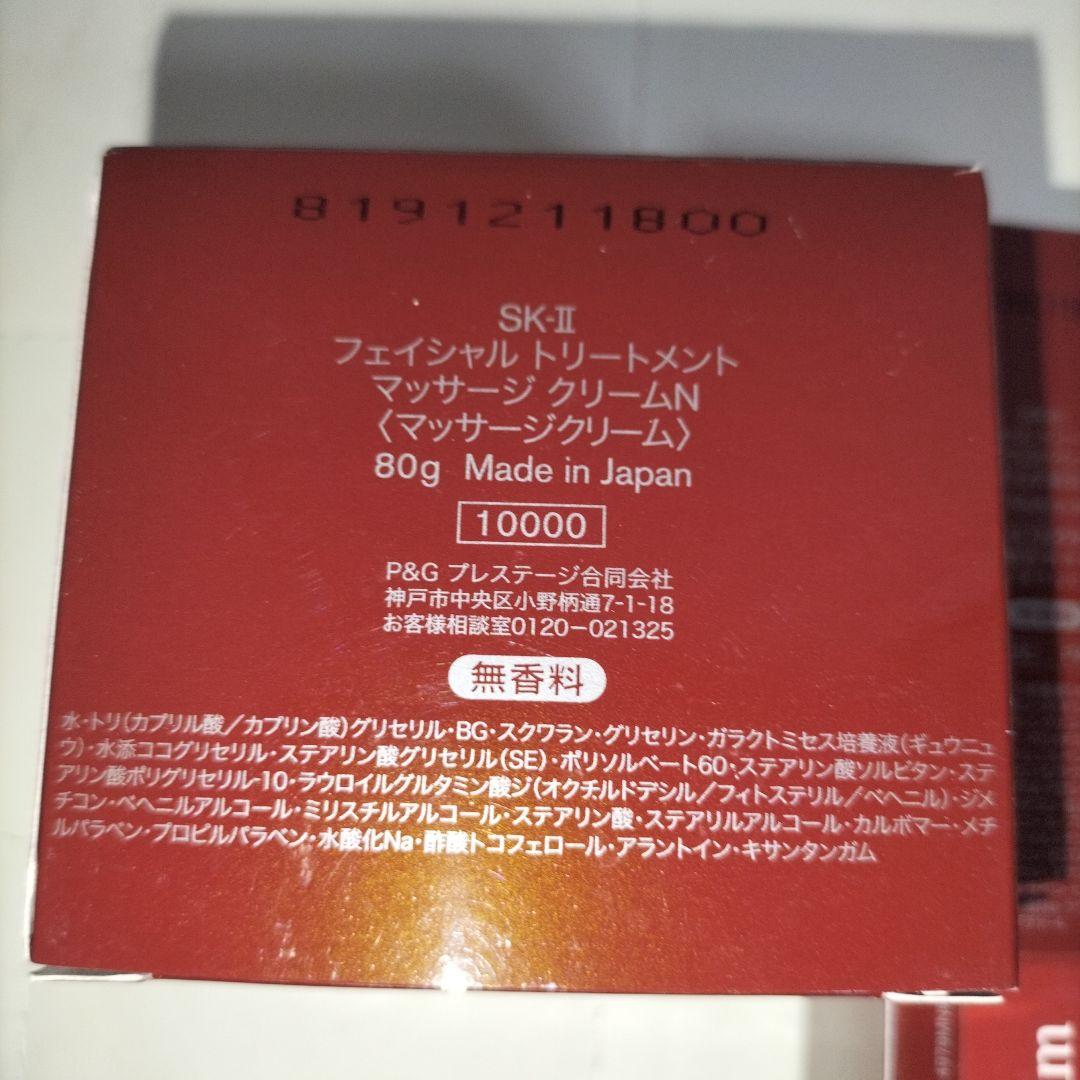 8191211800
SK-Ⅱ
フェイシャル トリートメント
マッサージ クリームN
〈マッサージクリーム〉
80g Made in Japan
10000
P&G プレステージ合同会社
神戸市中央区小野柄通7-1-18
お客様相談室0120-021325
無香料
水・トリ(カプリル酸/カプリン酸)グリセリル・BG・スクワラン・グリセリン・ガラクトミセス培養液(ギュウニュ
ウ)・水添ココグリセリル・ステアリン酸グリセリル(SE)・ポリソルベート60・ステアリン酸ソルビタン・ステ
アリン酸ポリグリセリル-10・ラウロイルグルタミン酸ジ(オクチルドデシル/フィトステリル/ベヘニル)・ジメ
チコン・ベヘニルアルコール・ミリスチルアルコール・ステアリン酸・ステアリルアルコール・カルボマー・メチ
ルパラベン・プロピルパラベン・水酸化Na・酢酸トコフェロール・アラントイン・キサンタンガム